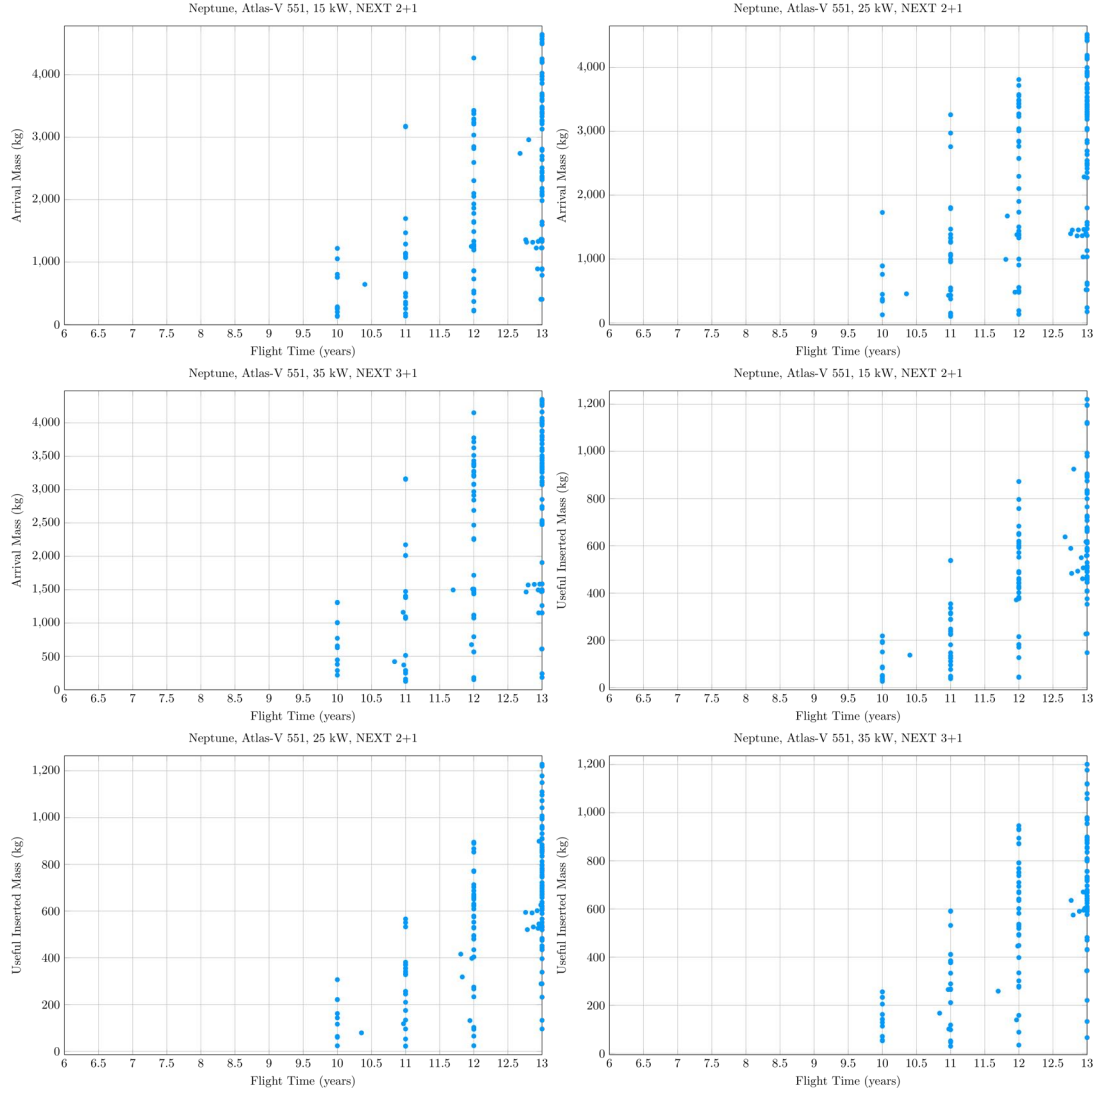 Neptune, Atlas-V 551, 15 kW, NEXT 2+1
4,000
3,000
2,000
1,000
0
Arrival Mass (kg)
6 6.5 7 7.5 8 8.5 9 9.5 10 10.5 11 11.5 12 12.5 13
Flight Time (years)
Neptune, Atlas-V 551, 25 kW, NEXT 2+1
4,000
3,000
2,000
1,000
0
Arrival Mass (kg)
6 6.5 7 7.5 8 8.5 9 9.5 10 10.5 11 11.5 12 12.5 13
Flight Time (years)
Neptune, Atlas-V 551, 35 kW, NEXT 3+1
4,000
3,500
3,000
2,500
2,000
1,500
1,000
500
0
Arrival Mass (kg)
6 6.5 7 7.5 8 8.5 9 9.5 10 10.5 11 11.5 12 12.5 13
Flight Time (years)
Neptune, Atlas-V 551, 15 kW, NEXT 2+1
1,200
1,000
800
600
400
200
0
Useful Inserted Mass (kg)
6 6.5 7 7.5 8 8.5 9 9.5 10 10.5 11 11.5 12 12.5 13
Flight Time (years)
Neptune, Atlas-V 551, 25 kW, NEXT 2+1
1,200
1,000
800
600
400
200
0
Useful Inserted Mass (kg)
6 6.5 7 7.5 8 8.5 9 9.5 10 10.5 11 11.5 12 12.5 13
Flight Time (years)
Neptune, Atlas-V 551, 35 kW, NEXT 3+1
1,200
1,000
800
600
400
200
0
Useful Inserted Mass (kg)
6 6.5 7 7.5 8 8.5 9 9.5 10 10.5 11 11.5 12 12.5 13
Flight Time (years)